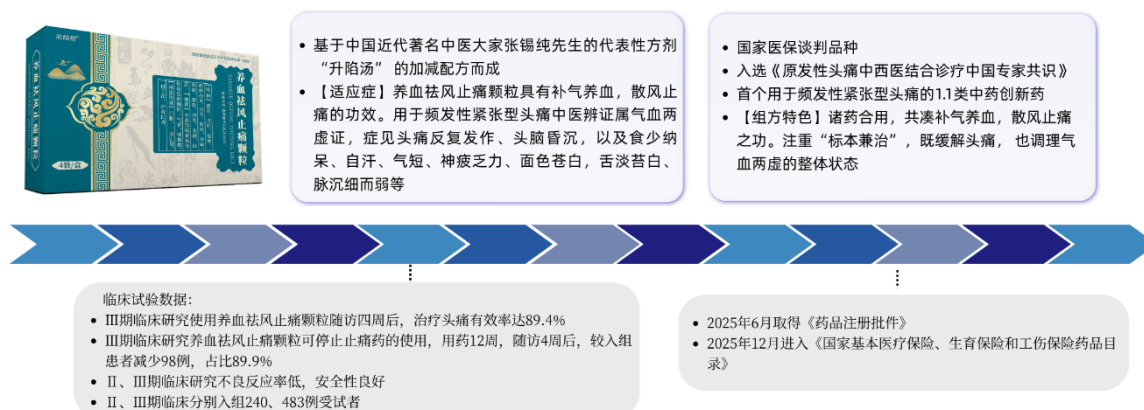 养血祛风止痛颗粒
4袋/盒
• 基于中国近代著名中医大家张锡纯先生的代表性方剂
“升陷汤” 的加减配方而成
• 【适应症】养血祛风止痛颗粒具有补气养血，散风止
痛的功效。用于频发性紧张型头痛中医辨证属气血两
虚证，症见头痛反复发作、头脑昏沉，以及食少纳
呆、自汗、气短、神疲乏力、面色苍白，舌淡苔白、
脉沉细而弱等
• 国家医保谈判品种
• 入选《原发性头痛中西医结合诊疗中国专家共识》
• 首个用于频发性紧张型头痛的1.1类中药创新药
• 【组方特色】诸药合用，共凑补气养血，散风止痛
之功。注重“标本兼治”，既缓解头痛，也调理气
血两虚的整体状态
临床试验数据：
• Ⅲ期临床研究使用养血祛风止痛颗粒随访四周后，治疗头痛有效率达89.4%
• Ⅲ期临床研究养血祛风止痛颗粒可停止止痛药的使用，用药12周，随访4周后，较入组
患者减少98例，占比89.9%
• Ⅱ、Ⅲ期临床研究不良反应率低，安全性良好
• Ⅱ、Ⅲ期临床分别入组240、483例受试者
• 2025年6月取得《药品注册批件》
• 2025年12月进入《国家基本医疗保险、生育保险和工伤保险药品目
录》